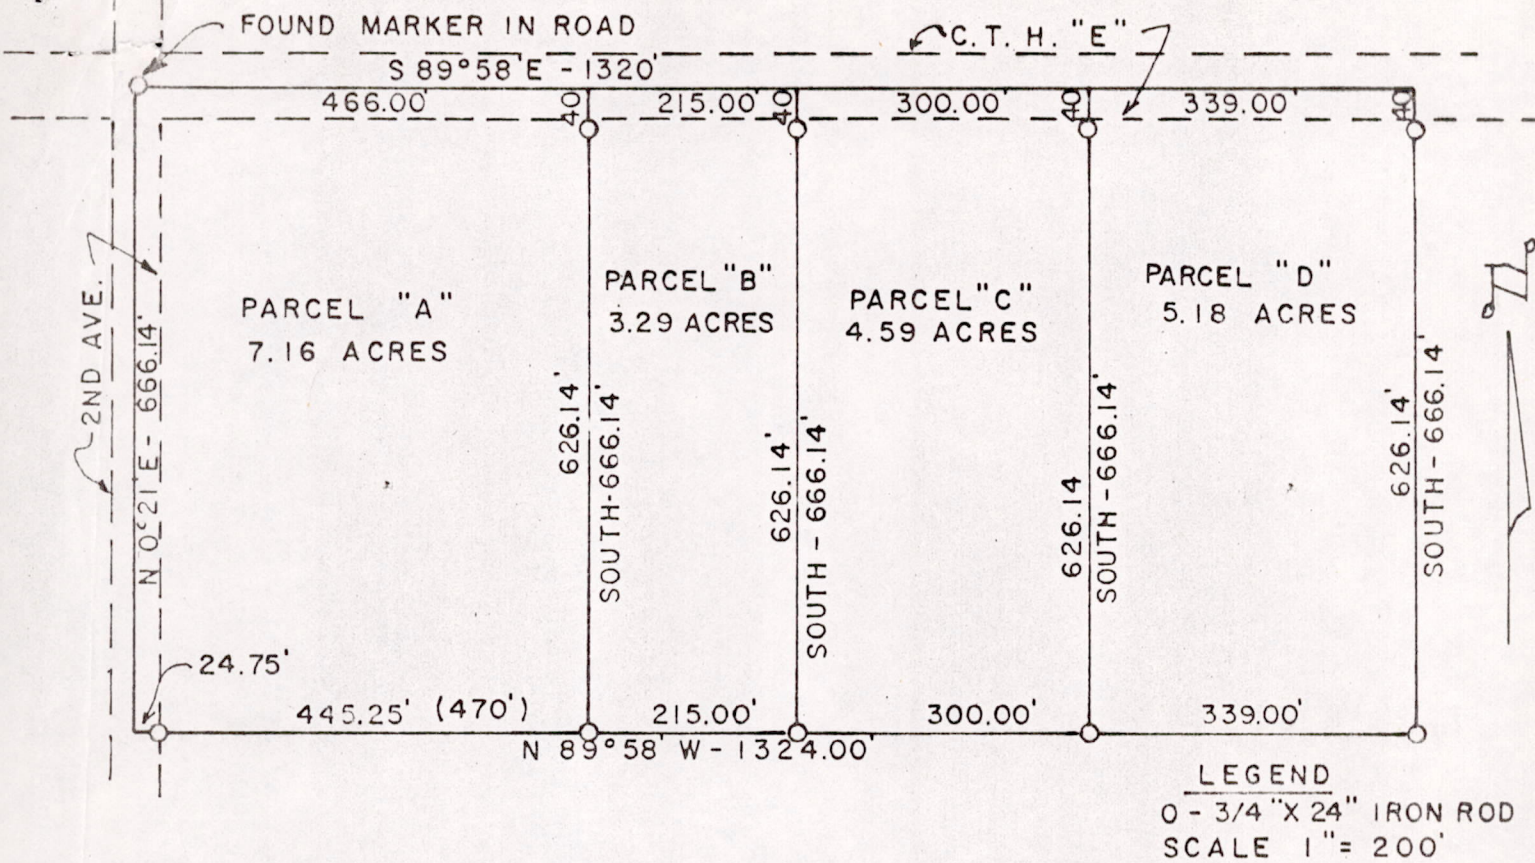 FOUND MARKER IN ROAD
C. T. H. "E"
S 89°58'E - 1320'
466.00'
40
215.00'
40
300.00'
40
339.00'
40
PARCEL "A"
7.16 ACRES
PARCEL "B"
3.29 ACRES
PARCEL "C"
4.59 ACRES
PARCEL "D"
5.18 ACRES
2ND AVE.
N 0°21'E - 666.14'
626.14'
SOUTH - 666.14'
626.14'
SOUTH - 666.14'
626.14
SOUTH - 666.14'
626.14'
SOUTH - 666.14'
24.75'
445.25' (470')
215.00'
300.00'
339.00'
N 89°58' W - 1324.00'
LEGEND
O - 3/4"X 24" IRON ROD
SCALE 1"= 200'